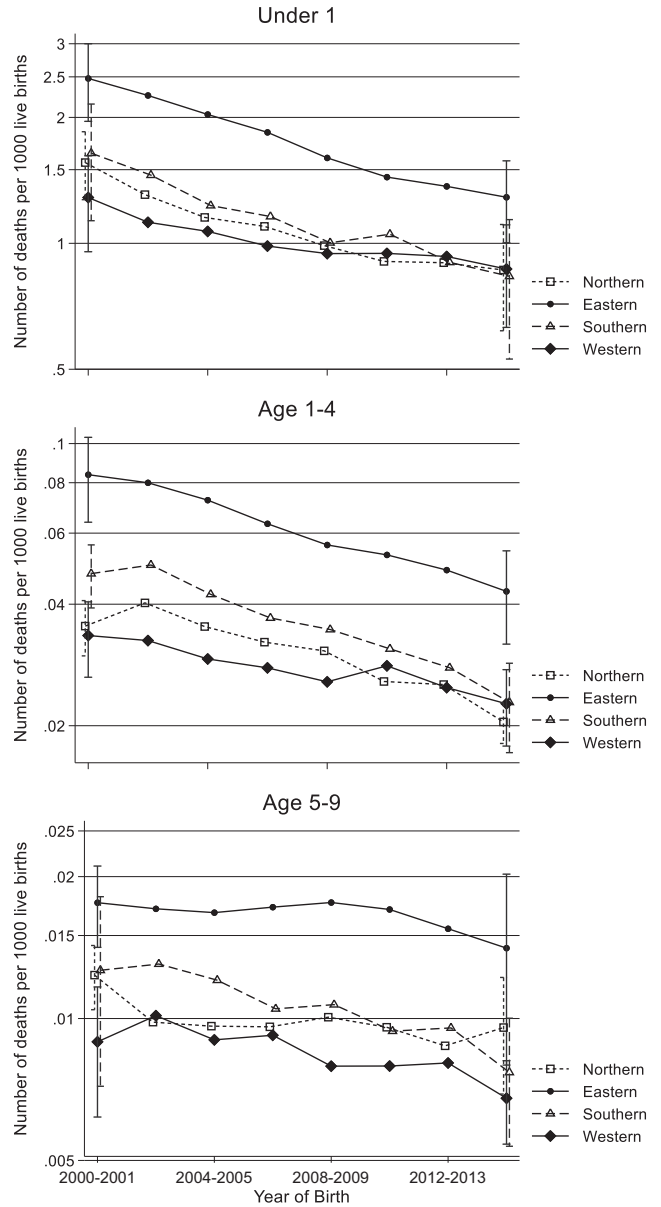 Under 1
Number of deaths per 1000 live births
3
2.5
2
1.5
1
.5
Northern
Eastern
Southern
Western
Age 1-4
Number of deaths per 1000 live births
.1
.08
.06
.04
.02
Northern
Eastern
Southern
Western
Age 5-9
Number of deaths per 1000 live births
.025
.02
.015
.01
.005
2000-2001 2004-2005 2008-2009 2012-2013
Year of Birth
Northern
Eastern
Southern
Western